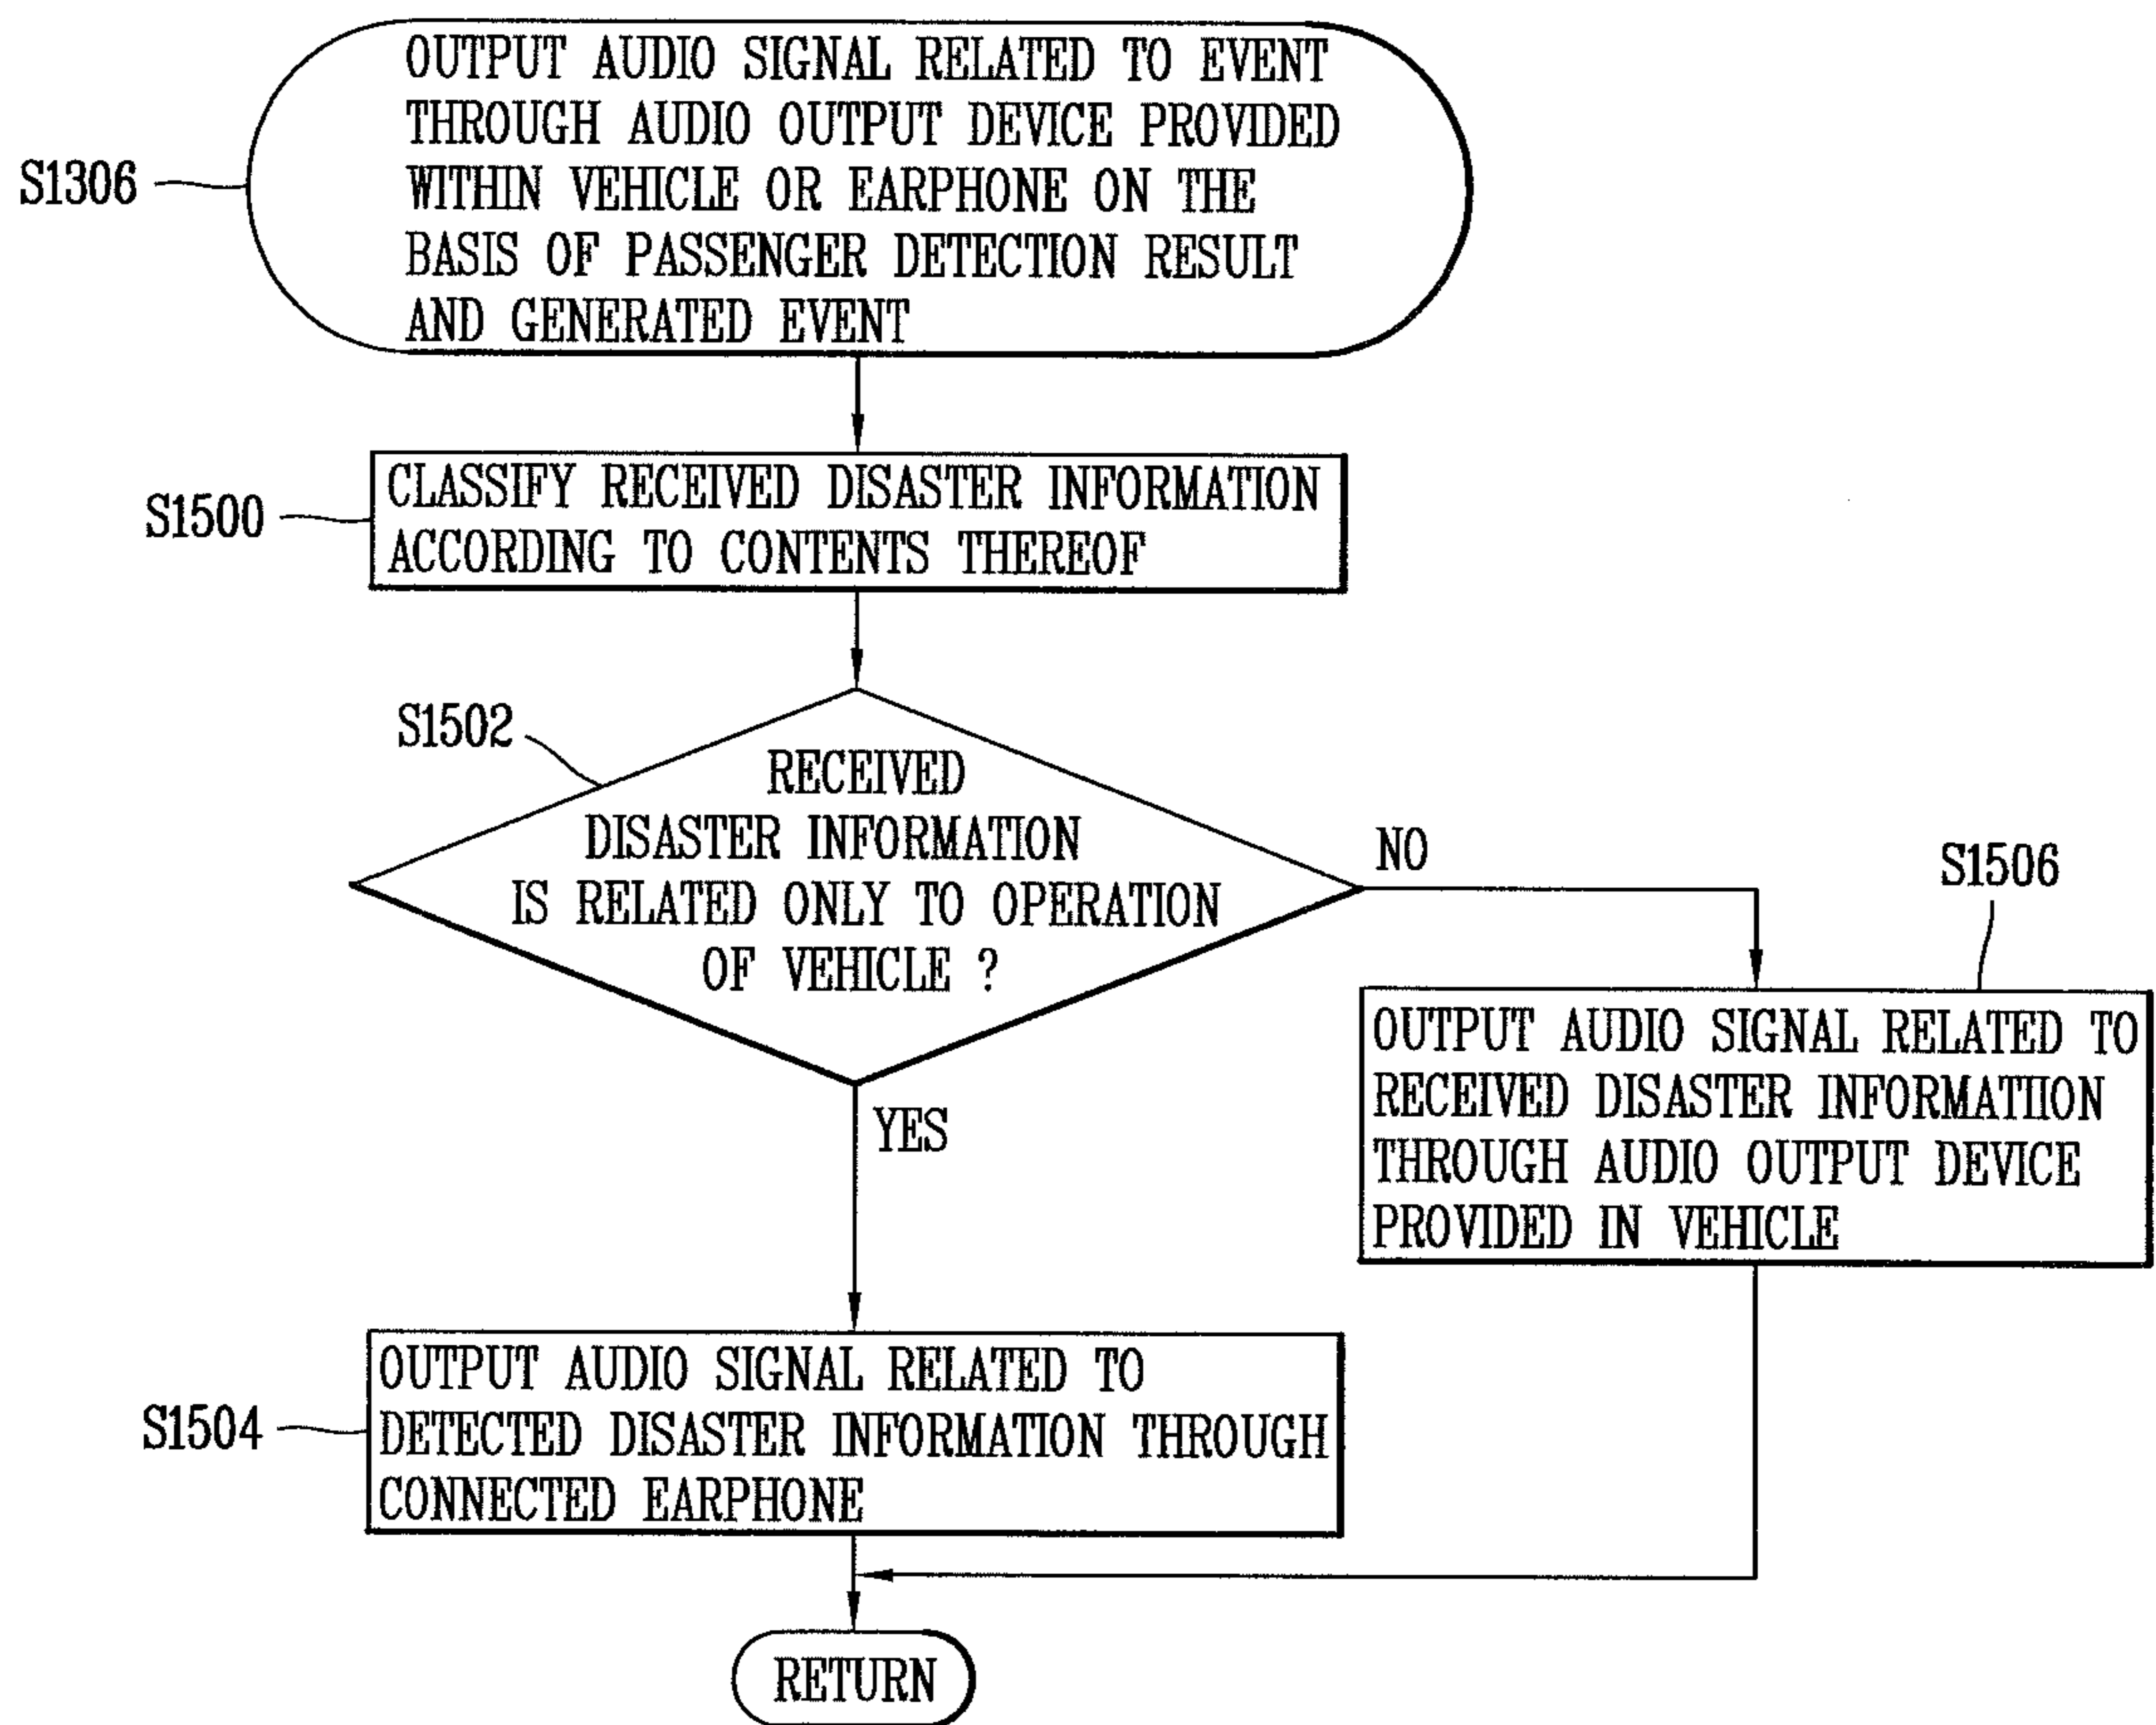 OUTPUT AUDIO SIGNAL RELATED TO EVENT
THROUGH AUDIO OUTPUT DEVICE PROVIDED
WITHIN VEHICLE OR EARPHONE ON THE
BASIS OF PASSENGER DETECTION RESULT
AND GENERATED EVENT
S1306
CLASSIFY RECEIVED DISASTER INFORMATION
ACCORDING TO CONTENTS THEREOF
S1500
S1502
RECEIVED
DISASTER INFORMATION
IS RELATED ONLY TO OPERATION
OF VEHICLE ?
NO
YES
S1506
OUTPUT AUDIO SIGNAL RELATED TO
RECEIVED DISASTER INFORMATIION
THROUGH AUDIO OUTPUT DEVICE
PROVIDED IN VEHICLE
OUTPUT AUDIO SIGNAL RELATED TO
DETECTED DISASTER INFORMATION THROUGH
CONNECTED EARPHONE
S1504
RETURN